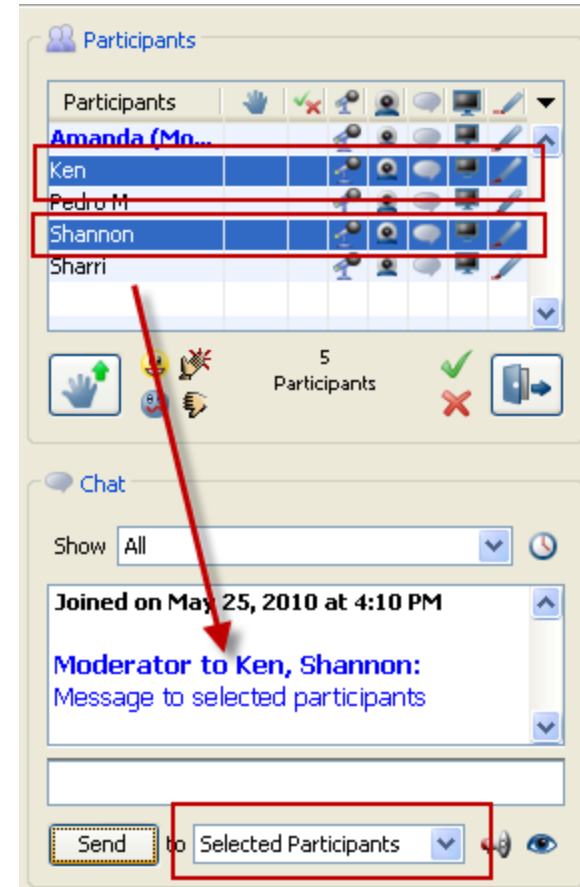 Participants
Participants
Amanda (Mo...
Ken
Pedro M
Shannon
Sharri
5
Participants
Chat
Show All
Joined on May 25, 2010 at 4:10 PM
Moderator to Ken, Shannon:
Message to selected participants
Send to Selected Participants